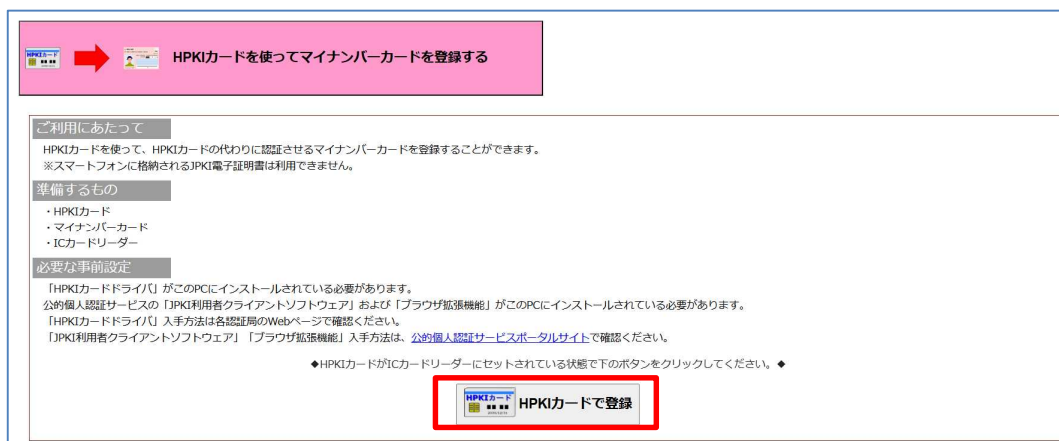 HPKIカード
HPKIカードを使ってマイナンバーカードを登録する
ご利用にあたって
HPKIカードを使って、HPKIカードの代わりに認証させるマイナンバーカードを登録することができます。
※スマートフォンに格納されるJPKI電子証明書は利用できません。
準備するもの
・HPKIカード
・マイナンバーカード
・ICカードリーダー
必要な事前設定
「HPKIカードドライバ」がこのPCにインストールされている必要があります。
公的個人認証サービスの「JPKI利用者クライアントソフトウェア」および「ブラウザ拡張機能」がこのPCにインストールされている必要があります。
「HPKIカードドライバ」入手方法は各認証局のWebページで確認ください。
「JPKI利用者クライアントソフトウェア」「ブラウザ拡張機能」入手方法は、公的個人認証サービスポータルサイトで確認ください。
◆HPKIカードがICカードリーダーにセットされている状態で下のボタンをクリックしてください。◆
HPKIカード
HPKIカードで登録